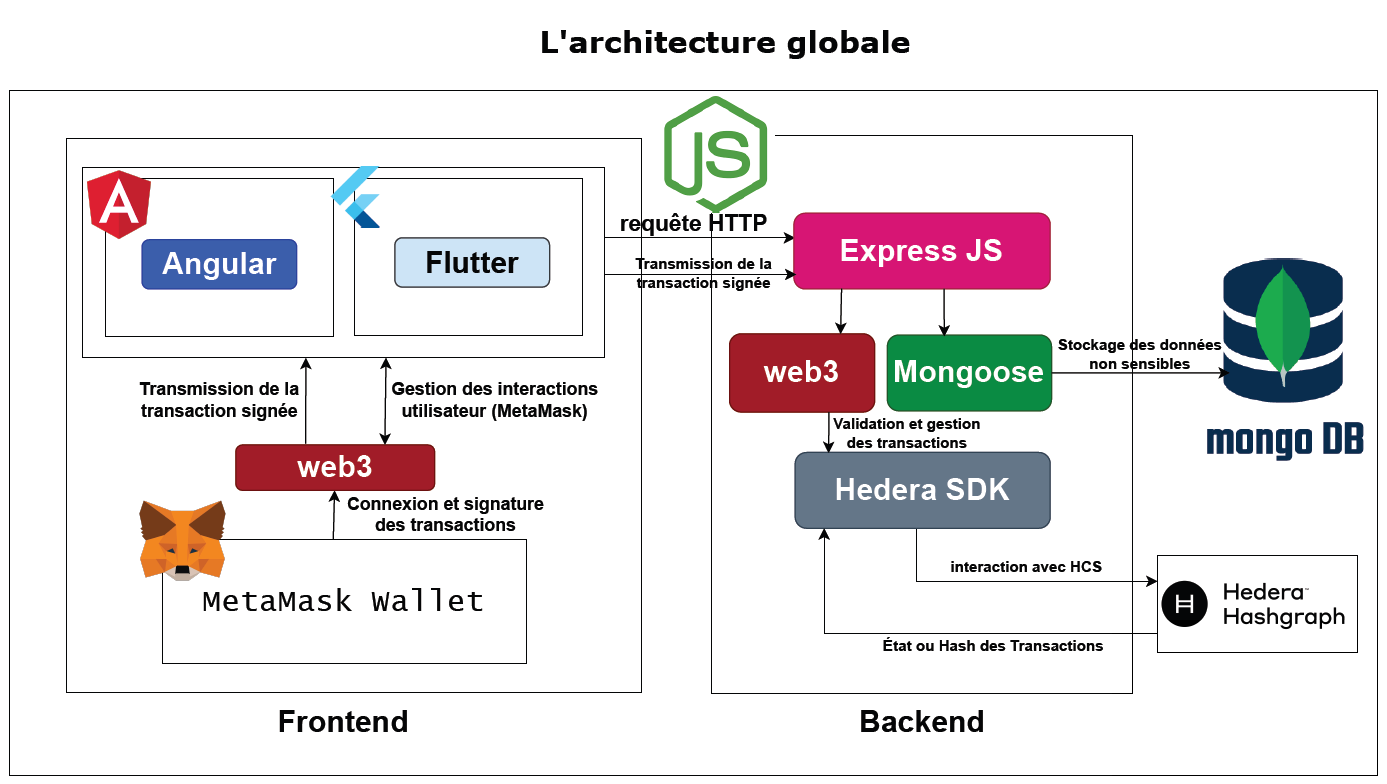 L'architecture globale
JS
A
Angular
Flutter
requête HTTP
Transmission de la
transaction signée
Express JS
web3
Mongoose
Stockage des données
non sensibles
mongo DB
Transmission de la
transaction signée
Gestion des interactions
utilisateur (MetaMask)
web3
Connexion et signature
des transactions
MetaMask Wallet
Validation et gestion
des transactions
Hedera SDK
interaction avec HCS
État ou Hash des Transactions
H
Hedera™
Hashgraph
Frontend
Backend